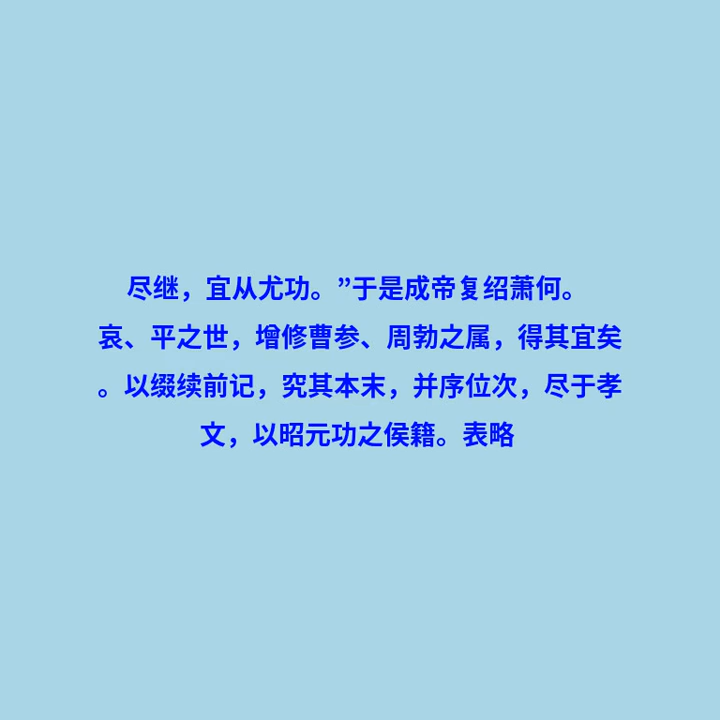 尽继，宜从尤功。”于是成帝复绍萧何。
哀、平之世，增修曹参、周勃之属，得其宜矣
。以缀续前记，究其本末，并序位次，尽于孝
文，以昭元功之侯籍。表略